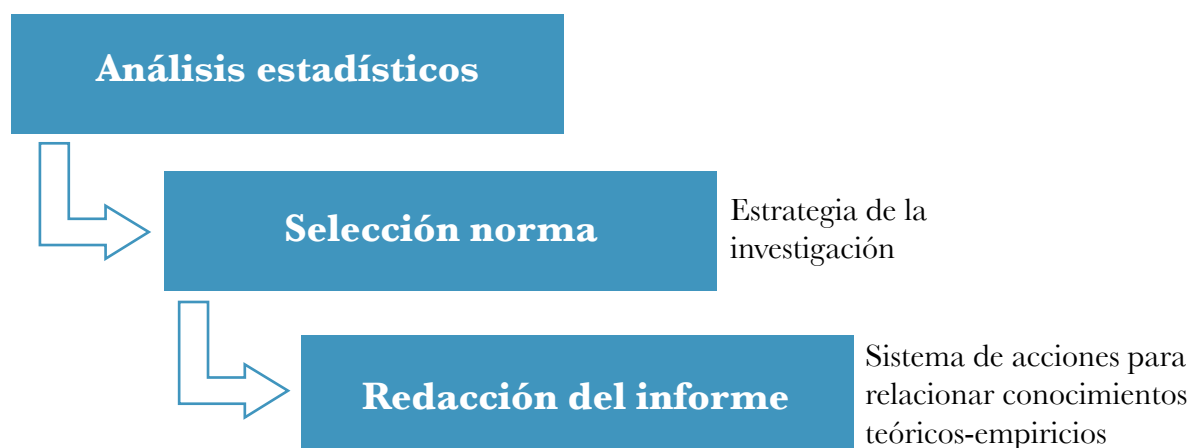 Análisis estadísticos
Selección norma
Estrategia de la
investigación
Redacción del informe
Sistema de acciones para
relacionar conocimientos
teóricos-empiricios